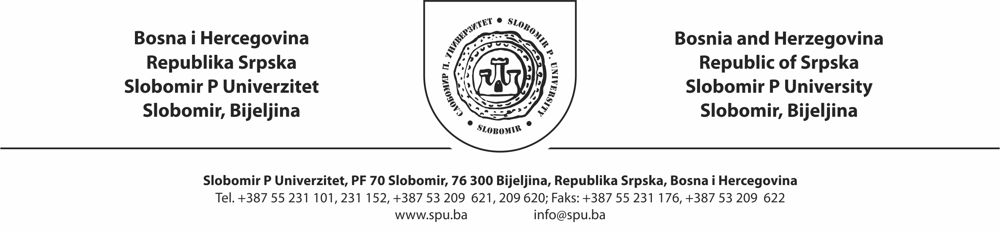 Bosna i Hercegovina
Republika Srpska
Slobomir P Univerzitet
Slobomir, Bijeljina
СЛОБОМИР П. УНИВЕРЗИТЕТ • SLOBOMIR P. UNIVERSITY
• SLOBOMIR •
Bosnia and Herzegovina
Republic of Srpska
Slobomir P University
Slobomir, Bijeljina
Slobomir P Univerzitet, PF 70 Slobomir, 76 300 Bijeljina, Republika Srpska, Bosna i Hercegovina
Tel. +387 55 231 101, 231 152, +387 53 209 621, 209 620; Faks: +387 55 231 176, +387 53 209 622
www.spu.ba info@spu.ba